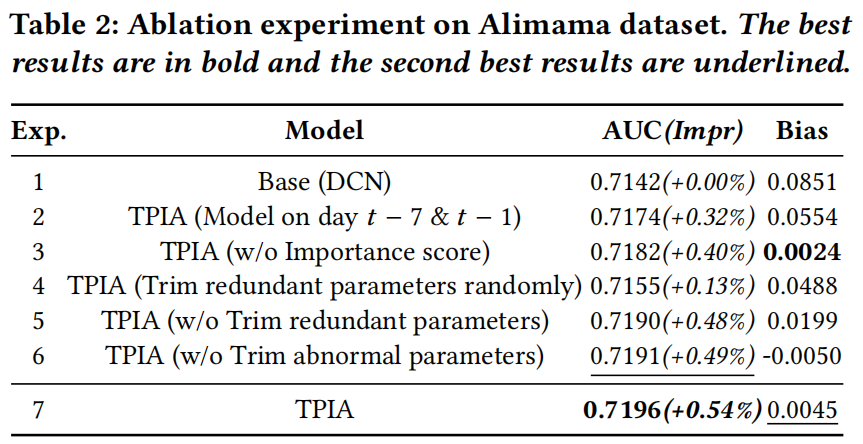 Table 2: Ablation experiment on Alimama dataset. The best
results are in bold and the second best results are underlined.
Exp. Model AUC(Impr) Bias
1 Base (DCN) 0.7142(+0.00%) 0.0851
2 TPIA (Model on day t − 7 & t − 1) 0.7174(+0.32%) 0.0554
3 TPIA (w/o Importance score) 0.7182(+0.40%) 0.0024
4 TPIA (Trim redundant parameters randomly) 0.7155(+0.13%) 0.0488
5 TPIA (w/o Trim redundant parameters) 0.7190(+0.48%) 0.0199
6 TPIA (w/o Trim abnormal parameters) 0.7191(+0.49%) -0.0050
7 TPIA 0.7196(+0.54%) 0.0045